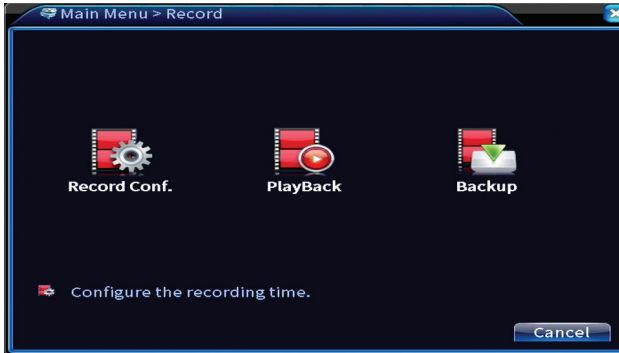 Main Menu > Record
Record Conf.
PlayBack
Backup
Configure the recording time.
Cancel